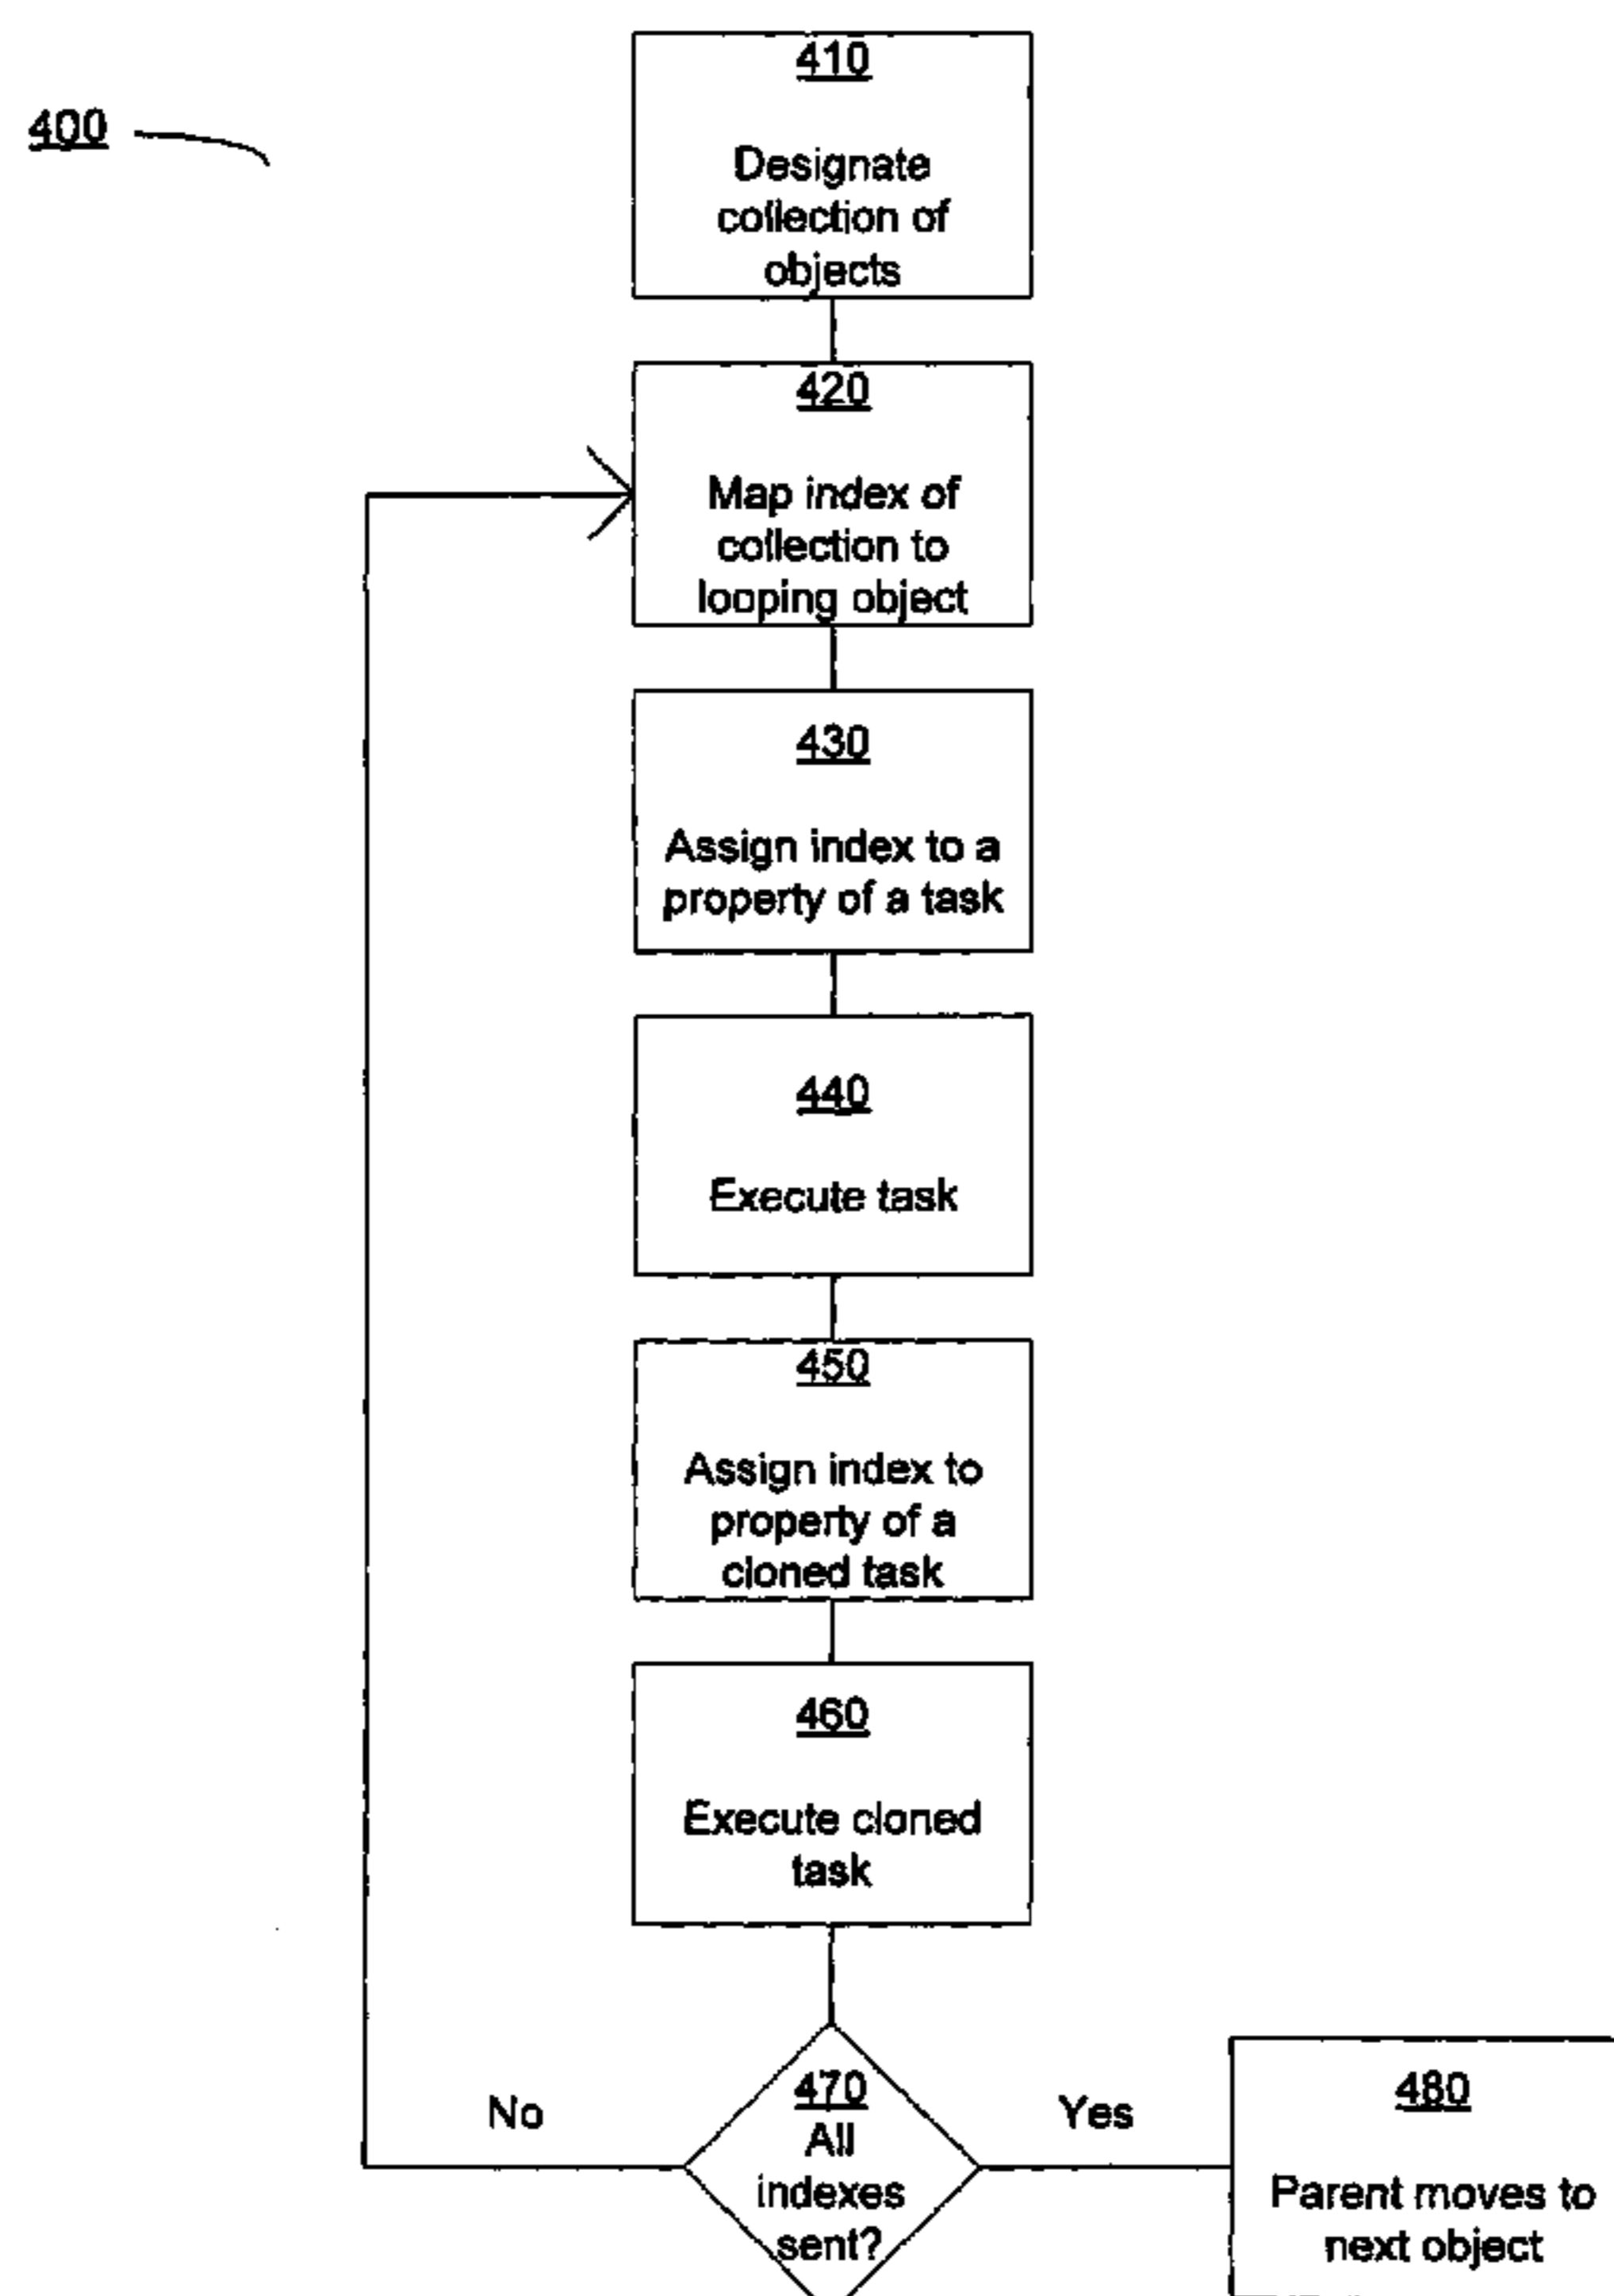 400
410
Designate
collection of
objects
420
Map index of
collection to
looping object
430
Assign index to a
property of a task
440
Execute task
450
Assign index to
property of a
cloned task
460
Execute cloned
task
470
All
indexes
sent?
No
Yes
480
Parent moves to
next object